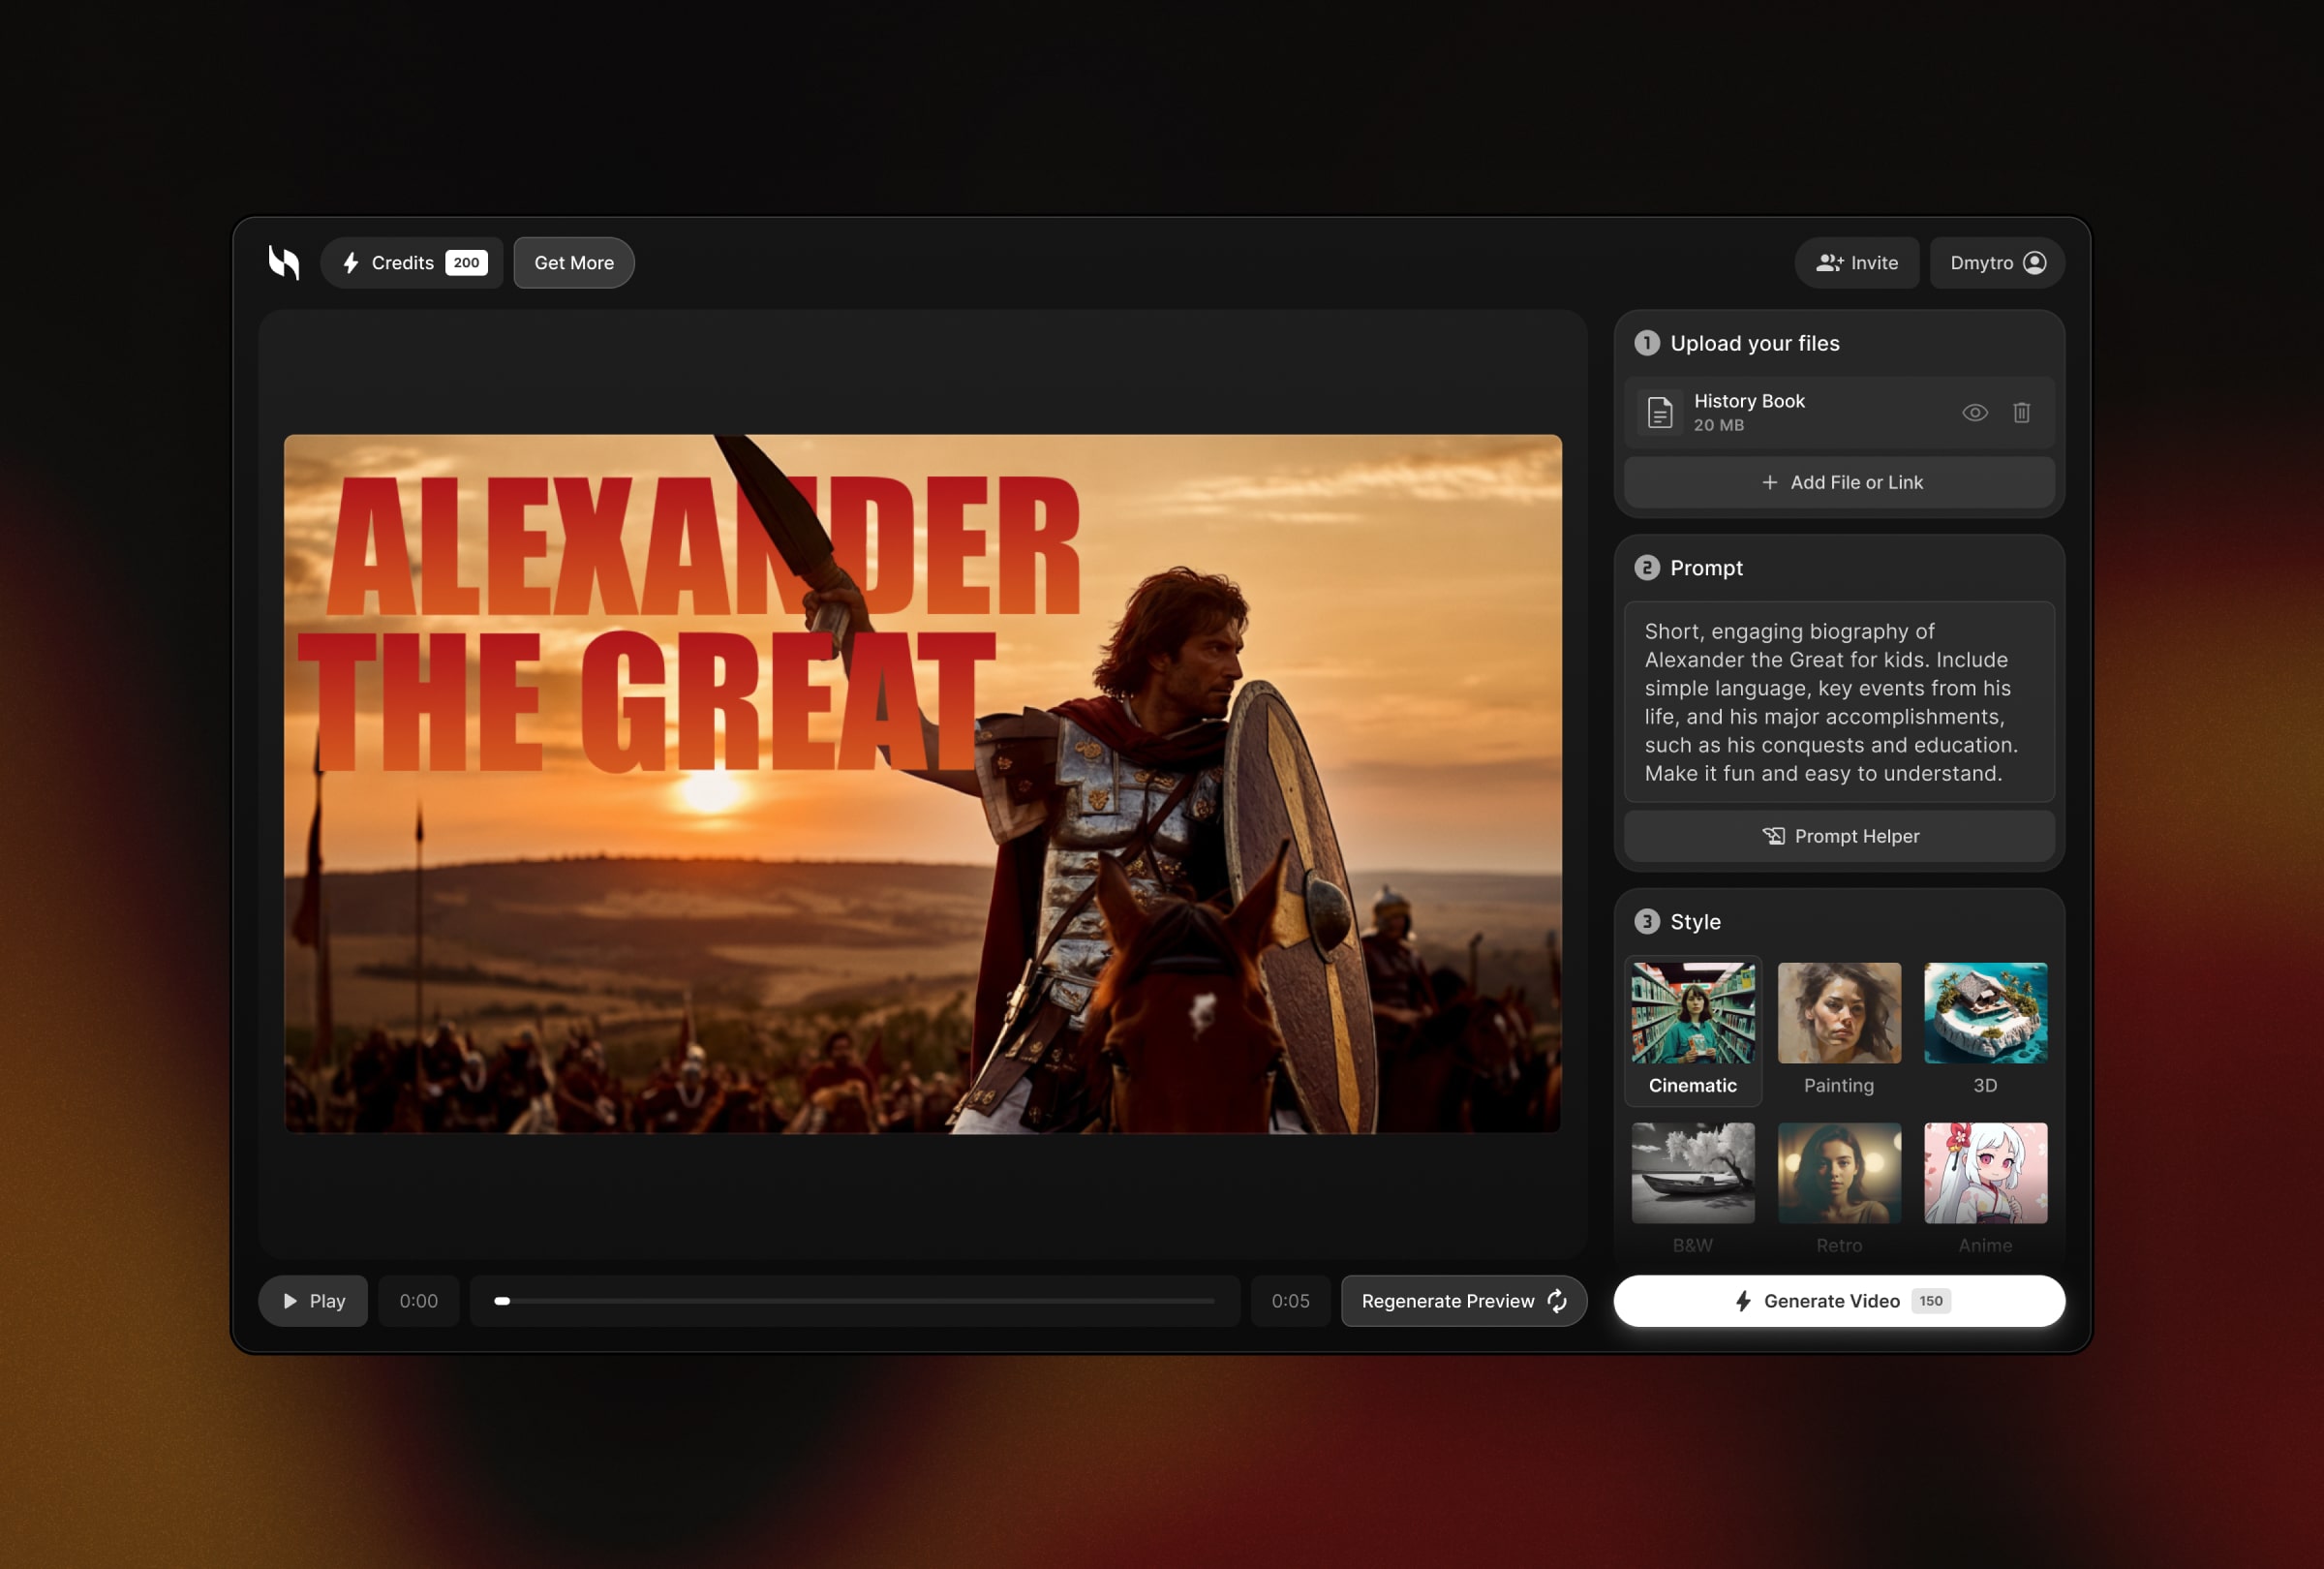 Credits 200
Get More
Invite
Dmytro
ALEXANDER
THE GREAT
Play
0:00
0:05
Regenerate Preview
1 Upload your files
History Book
20 MB
Add File or Link
2 Prompt
Short, engaging biography of
Alexander the Great for kids. Include
simple language, key events from his
life, and his major accomplishments,
such as his conquests and education.
Make it fun and easy to understand.
Prompt Helper
3 Style
Cinematic
Painting
3D
B&W
Retro
Anime
Generate Video 150